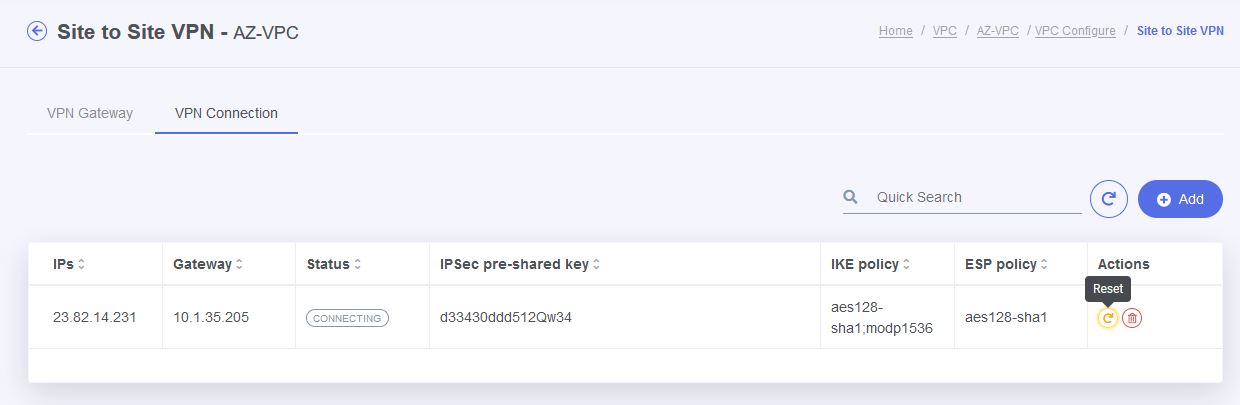 Site to Site VPN - AZ-VPC
Home / VPC / AZ-VPC / VPC Configure / Site to Site VPN
VPN Gateway VPN Connection
Quick Search Add
IPs Gateway Status IPSec pre-shared key IKE policy ESP policy Actions
Reset
23.82.14.231 10.1.35.205 CONNECTING d33430ddd512Qw34 aes128- aes128-sha1
sha1;modp1536